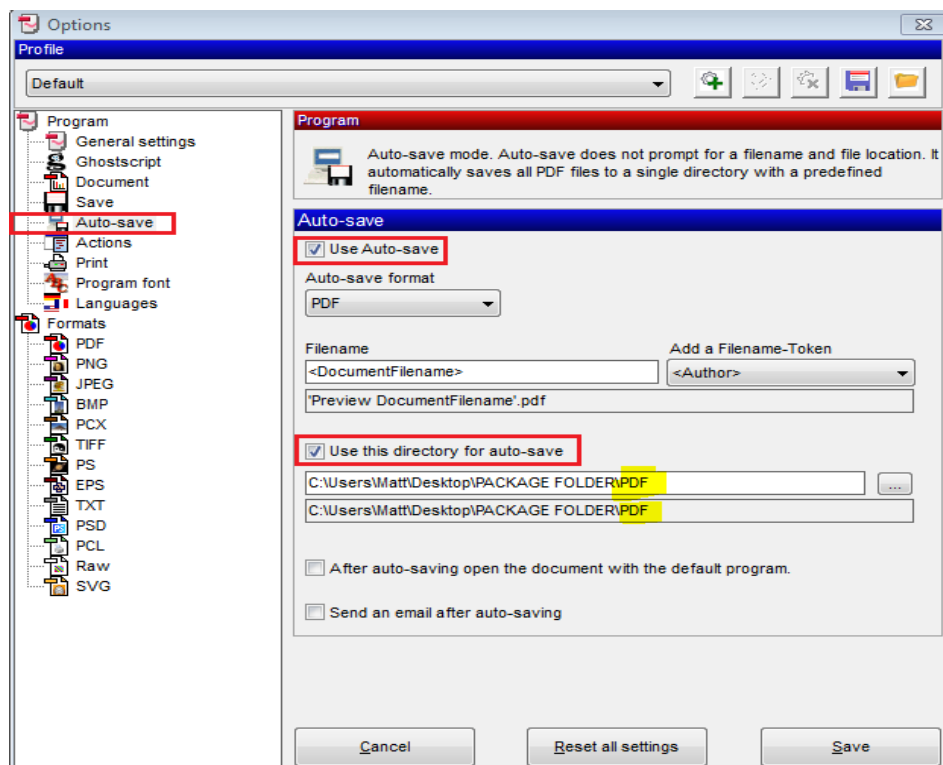 Options
Profile
Default
Program
General settings
Ghostscript
Document
Save
Auto-save
Actions
Print
Program font
Languages
Formats
PDF
PNG
JPEG
BMP
PCX
TIFF
PS
EPS
TXT
PSD
PCL
Raw
SVG
Program
Auto-save mode. Auto-save does not prompt for a filename and file location. It
automatically saves all PDF files to a single directory with a predefined
filename.
Auto-save
Use Auto-save
Auto-save format
PDF
Filename Add a Filename-Token
<DocumentFilename> <Author>
'Preview DocumentFilename'.pdf
Use this directory for auto-save
C:\Users\Matt\Desktop\PACKAGE FOLDER\PDF ...
C:\Users\Matt\Desktop\PACKAGE FOLDER\PDF
After auto-saving open the document with the default program.
Send an email after auto-saving
Cancel Reset all settings Save